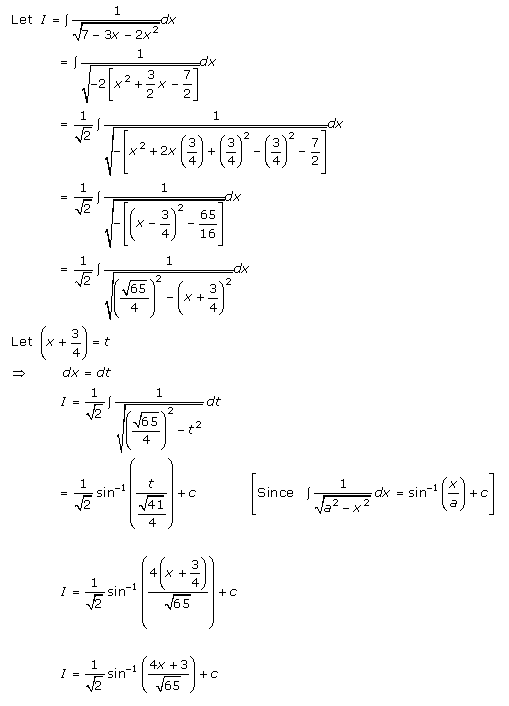 Let I = ∫ 1/√(7 − 3x − 2x²) dx
= ∫ 1/√(−2[x² + 3/2 x − 7/2]) dx
= 1/√2 ∫ 1/√(−[x² + 2x(3/4) + (3/4)² − (3/4)² − 7/2]) dx
= 1/√2 ∫ 1/√(−[(x − 3/4)² − 65/16]) dx
= 1/√2 ∫ 1/√((√65/4)² − (x + 3/4)²) dx
Let (x + 3/4) = t
⇒ dx = dt
I = 1/√2 ∫ 1/√((√65/4)² − t²) dt
= 1/√2 sin⁻¹(t/(√41/4)) + c [Since ∫ 1/√(a² − x²) dx = sin⁻¹(x/a) + c]
I = 1/√2 sin⁻¹(4(x + 3/4)/√65) + c
I = 1/√2 sin⁻¹((4x + 3)/√65) + c